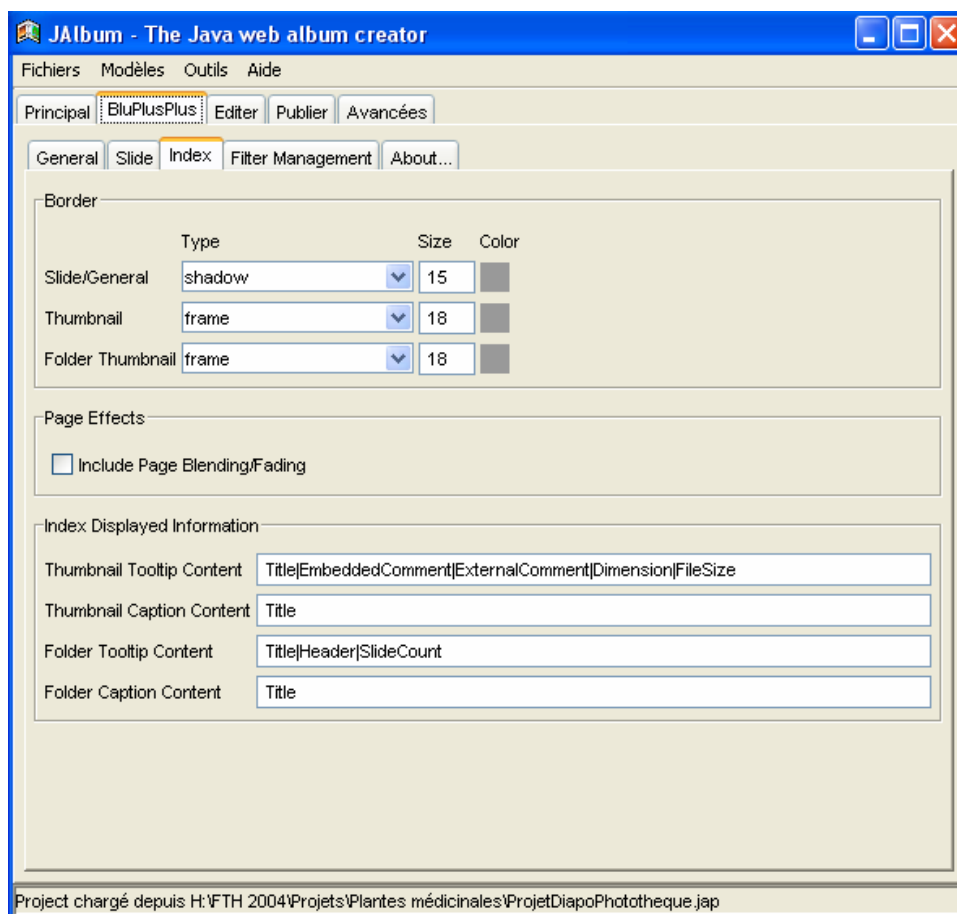 JAlbum - The Java web album creator
Fichiers Modèles Outils Aide
Principal BluPlusPlus Editer Publier Avancées
General Slide Index Filter Management About...
Border
Type Size Color
Slide/General shadow 15
Thumbnail frame 18
Folder Thumbnail frame 18
Page Effects
Include Page Blending/Fading
Index Displayed Information
Thumbnail Tooltip Content Title|EmbeddedComment|ExternalComment|Dimension|FileSize
Thumbnail Caption Content Title
Folder Tooltip Content Title|Header|SlideCount
Folder Caption Content Title
Project chargé depuis H:\FTH 2004\Projets\Plantes médicinales\ProjetDiapoPhototheque.jap